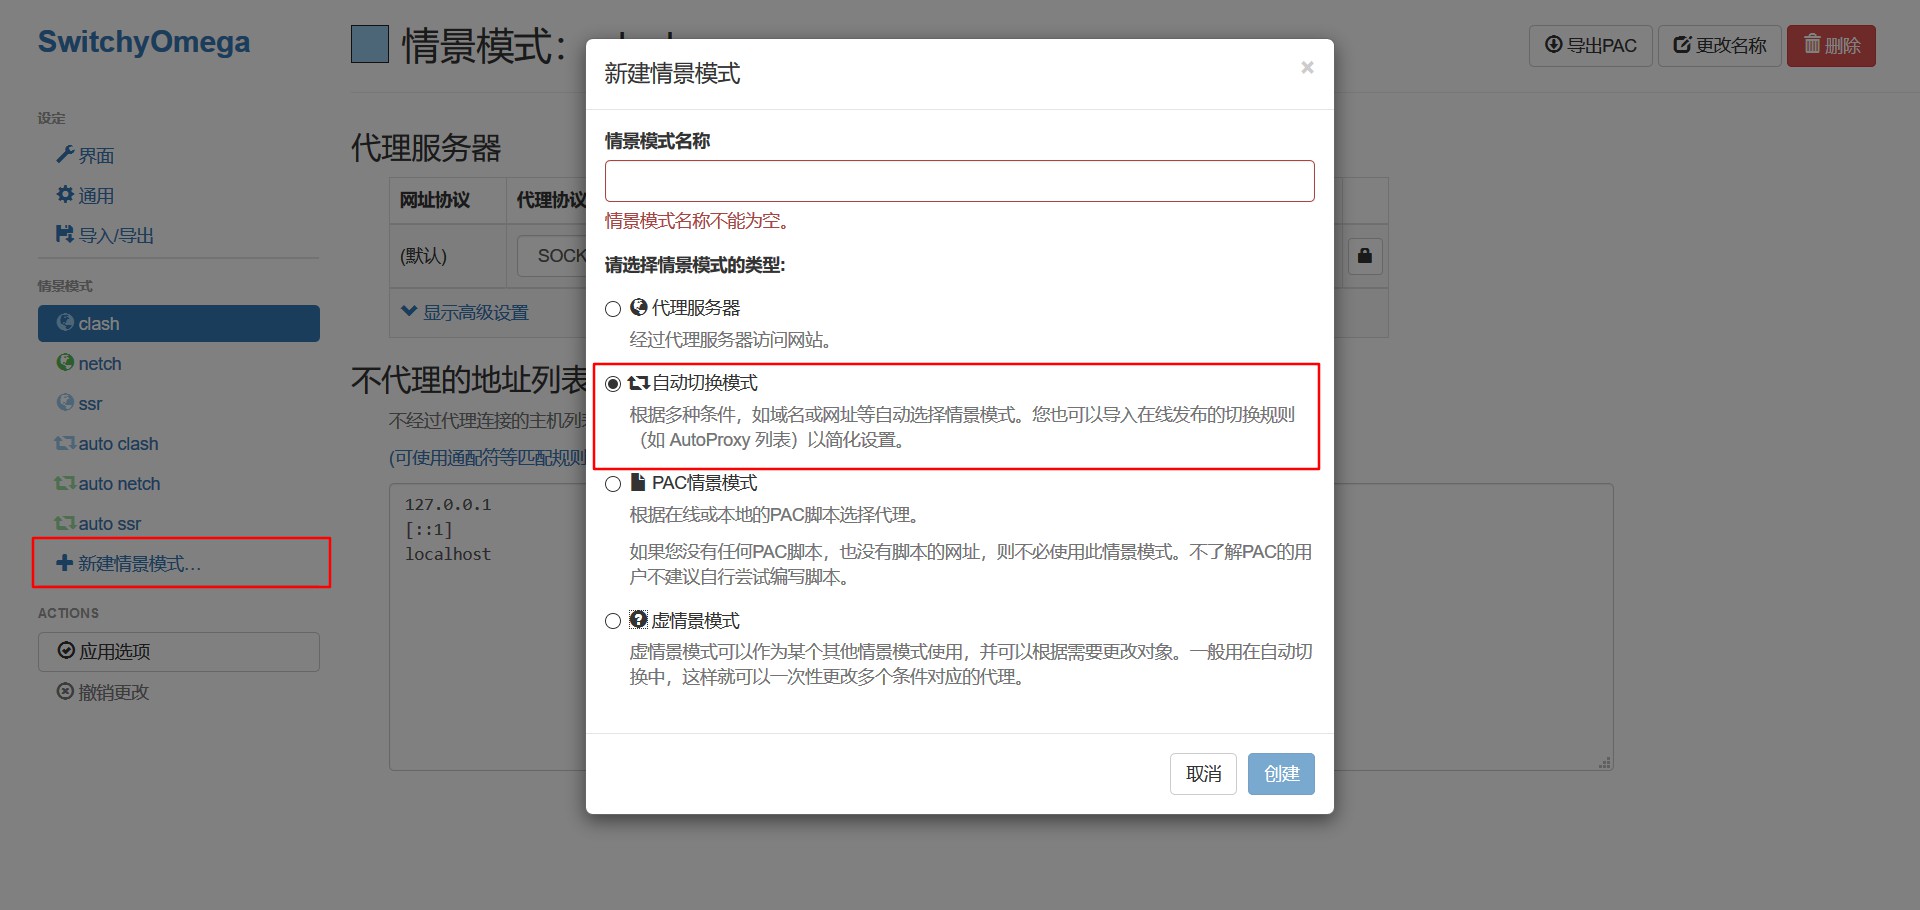 SwitchyOmega
设定
界面
通用
导入/导出
情景模式
clash
netch
ssr
auto clash
auto netch
auto ssr
新建情景模式…
ACTIONS
应用选项
撤销更改
情景模式：
导出PAC
更改名称
删除
代理服务器
网址协议
代理协议
(默认)
SOCK
显示高级设置
不代理的地址列表
不经过代理连接的主机列表
(可使用通配符等匹配规则
127.0.0.1
[::1]
localhost
新建情景模式
×
情景模式名称
情景模式名称不能为空。
请选择情景模式的类型:
代理服务器
经过代理服务器访问网站。
自动切换模式
根据多种条件，如域名或网址等自动选择情景模式。您也可以导入在线发布的切换规则
（如 AutoProxy 列表）以简化设置。
PAC情景模式
根据在线或本地的PAC脚本选择代理。
如果您没有任何PAC脚本，也没有脚本的网址，则不必使用此情景模式。不了解PAC的用
户不建议自行尝试编写脚本。
虚情景模式
虚情景模式可以作为某个其他情景模式使用，并可以根据需要更改对象。一般用在自动切
换中，这样就可以一次性更改多个条件对应的代理。
取消
创建